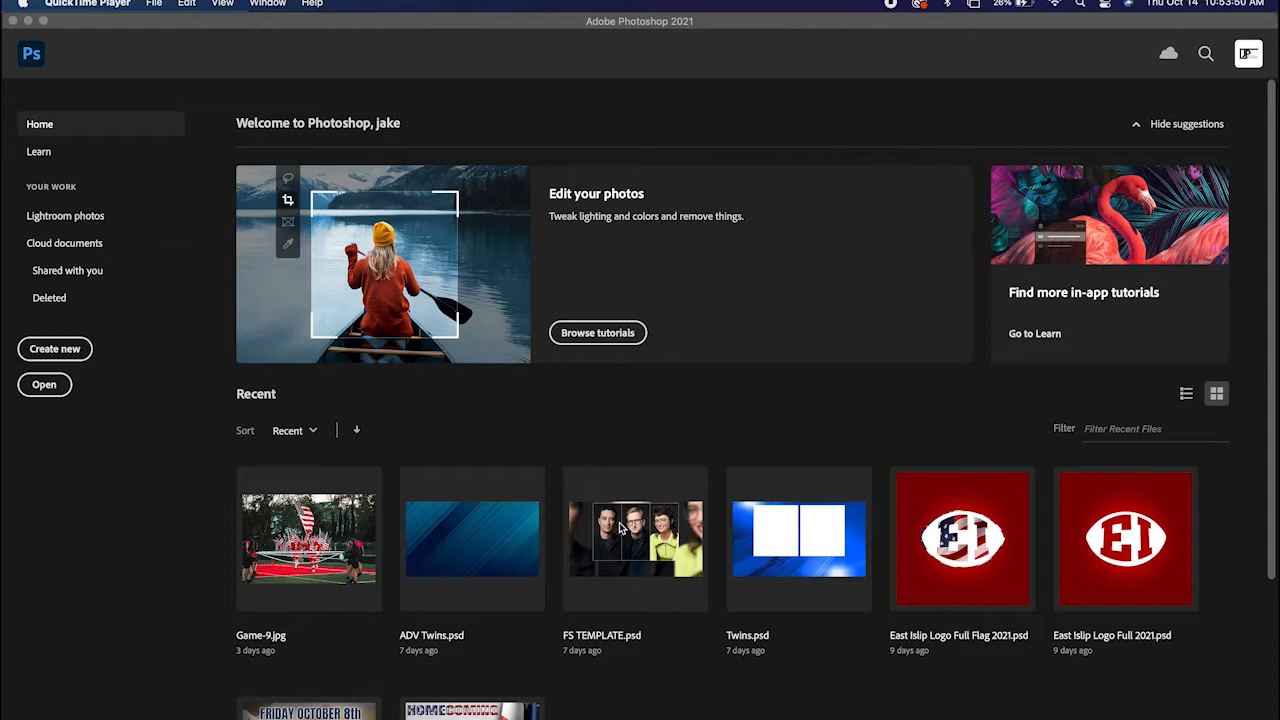 QuickTime Player File Edit View Window Help 26% Thu Oct 14 10:53:50 AM
Adobe Photoshop 2021
Ps
Home
Learn
YOUR WORK
Lightroom photos
Cloud documents
Shared with you
Deleted
Create new
Open
Welcome to Photoshop, jake
Hide suggestions
Edit your photos
Tweak lighting and colors and remove things.
Browse tutorials
Find more in-app tutorials
Go to Learn
Recent
Sort Recent
Filter Filter Recent Files
EI EI
Game-9.jpg
3 days ago
ADV Twins.psd
7 days ago
FS TEMPLATE.psd
7 days ago
Twins.psd
7 days ago
East Islip Logo Full Flag 2021.psd
9 days ago
East Islip Logo Full 2021.psd
9 days ago
FRIDAY OCTOBER 8th
HOMECOMING